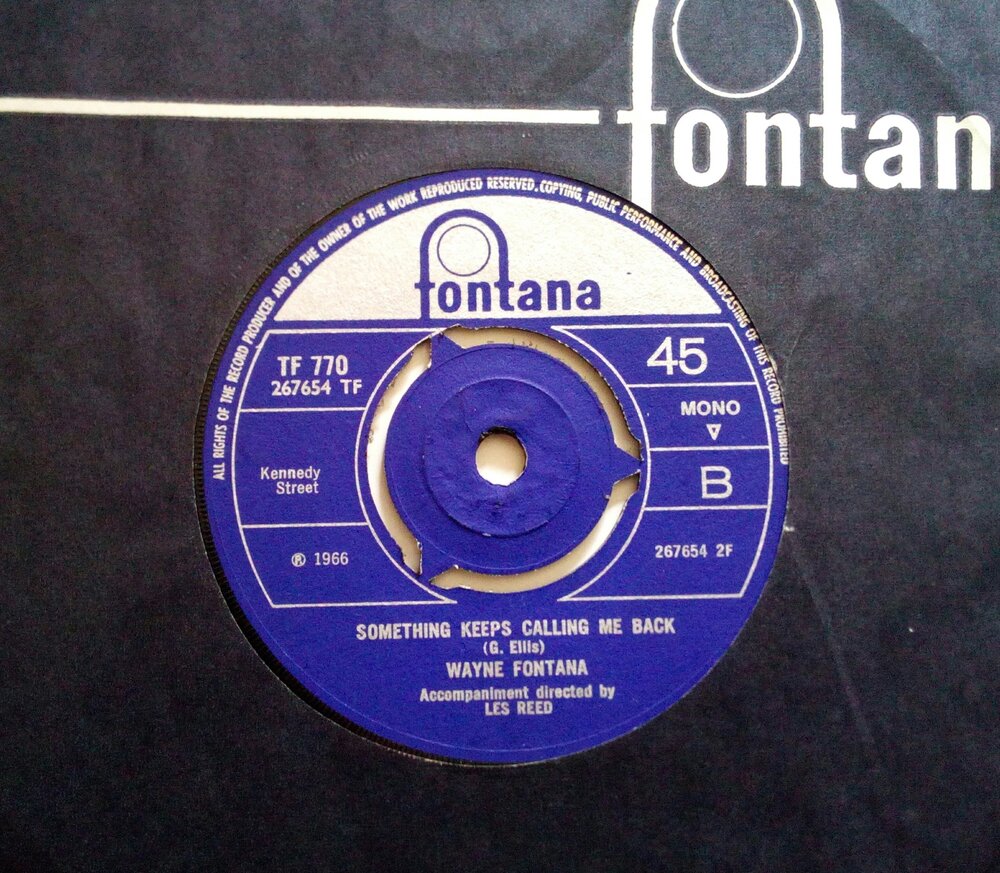 fontan
ALL RIGHTS OF THE RECORD PRODUCER AND OF THE OWNER OF THE WORK REPRODUCED RESERVED. COPYING, PUBLIC PERFORMANCE AND BROADCASTING OF THIS RECORD PROHIBITED
fontana
TF 770
267654 TF
45
MONO
B
Kennedy
Street
267654 2F
℗ 1966
SOMETHING KEEPS CALLING ME BACK
(G. Ellis)
WAYNE FONTANA
Accompaniment directed by
LES REED